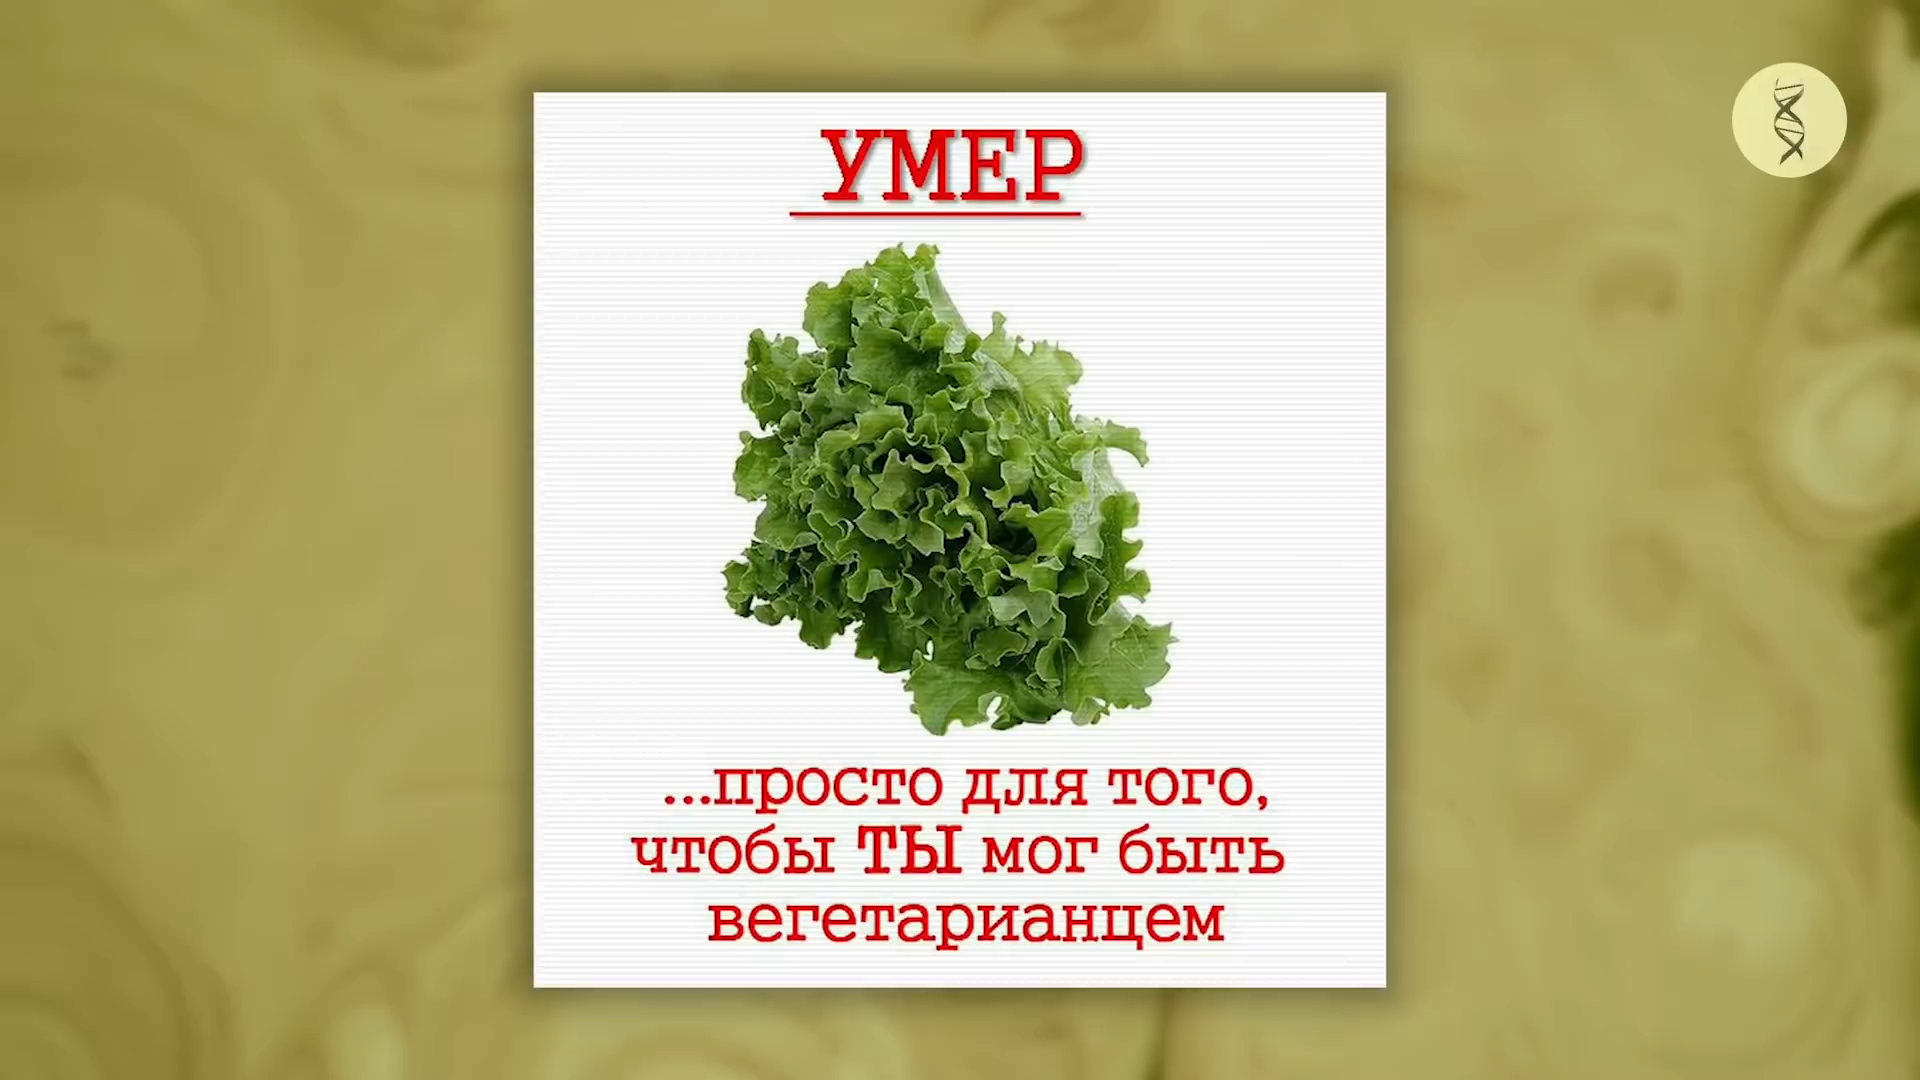 УМЕР
...просто для того,
чтобы ТЫ мог быть
вегетарианцем